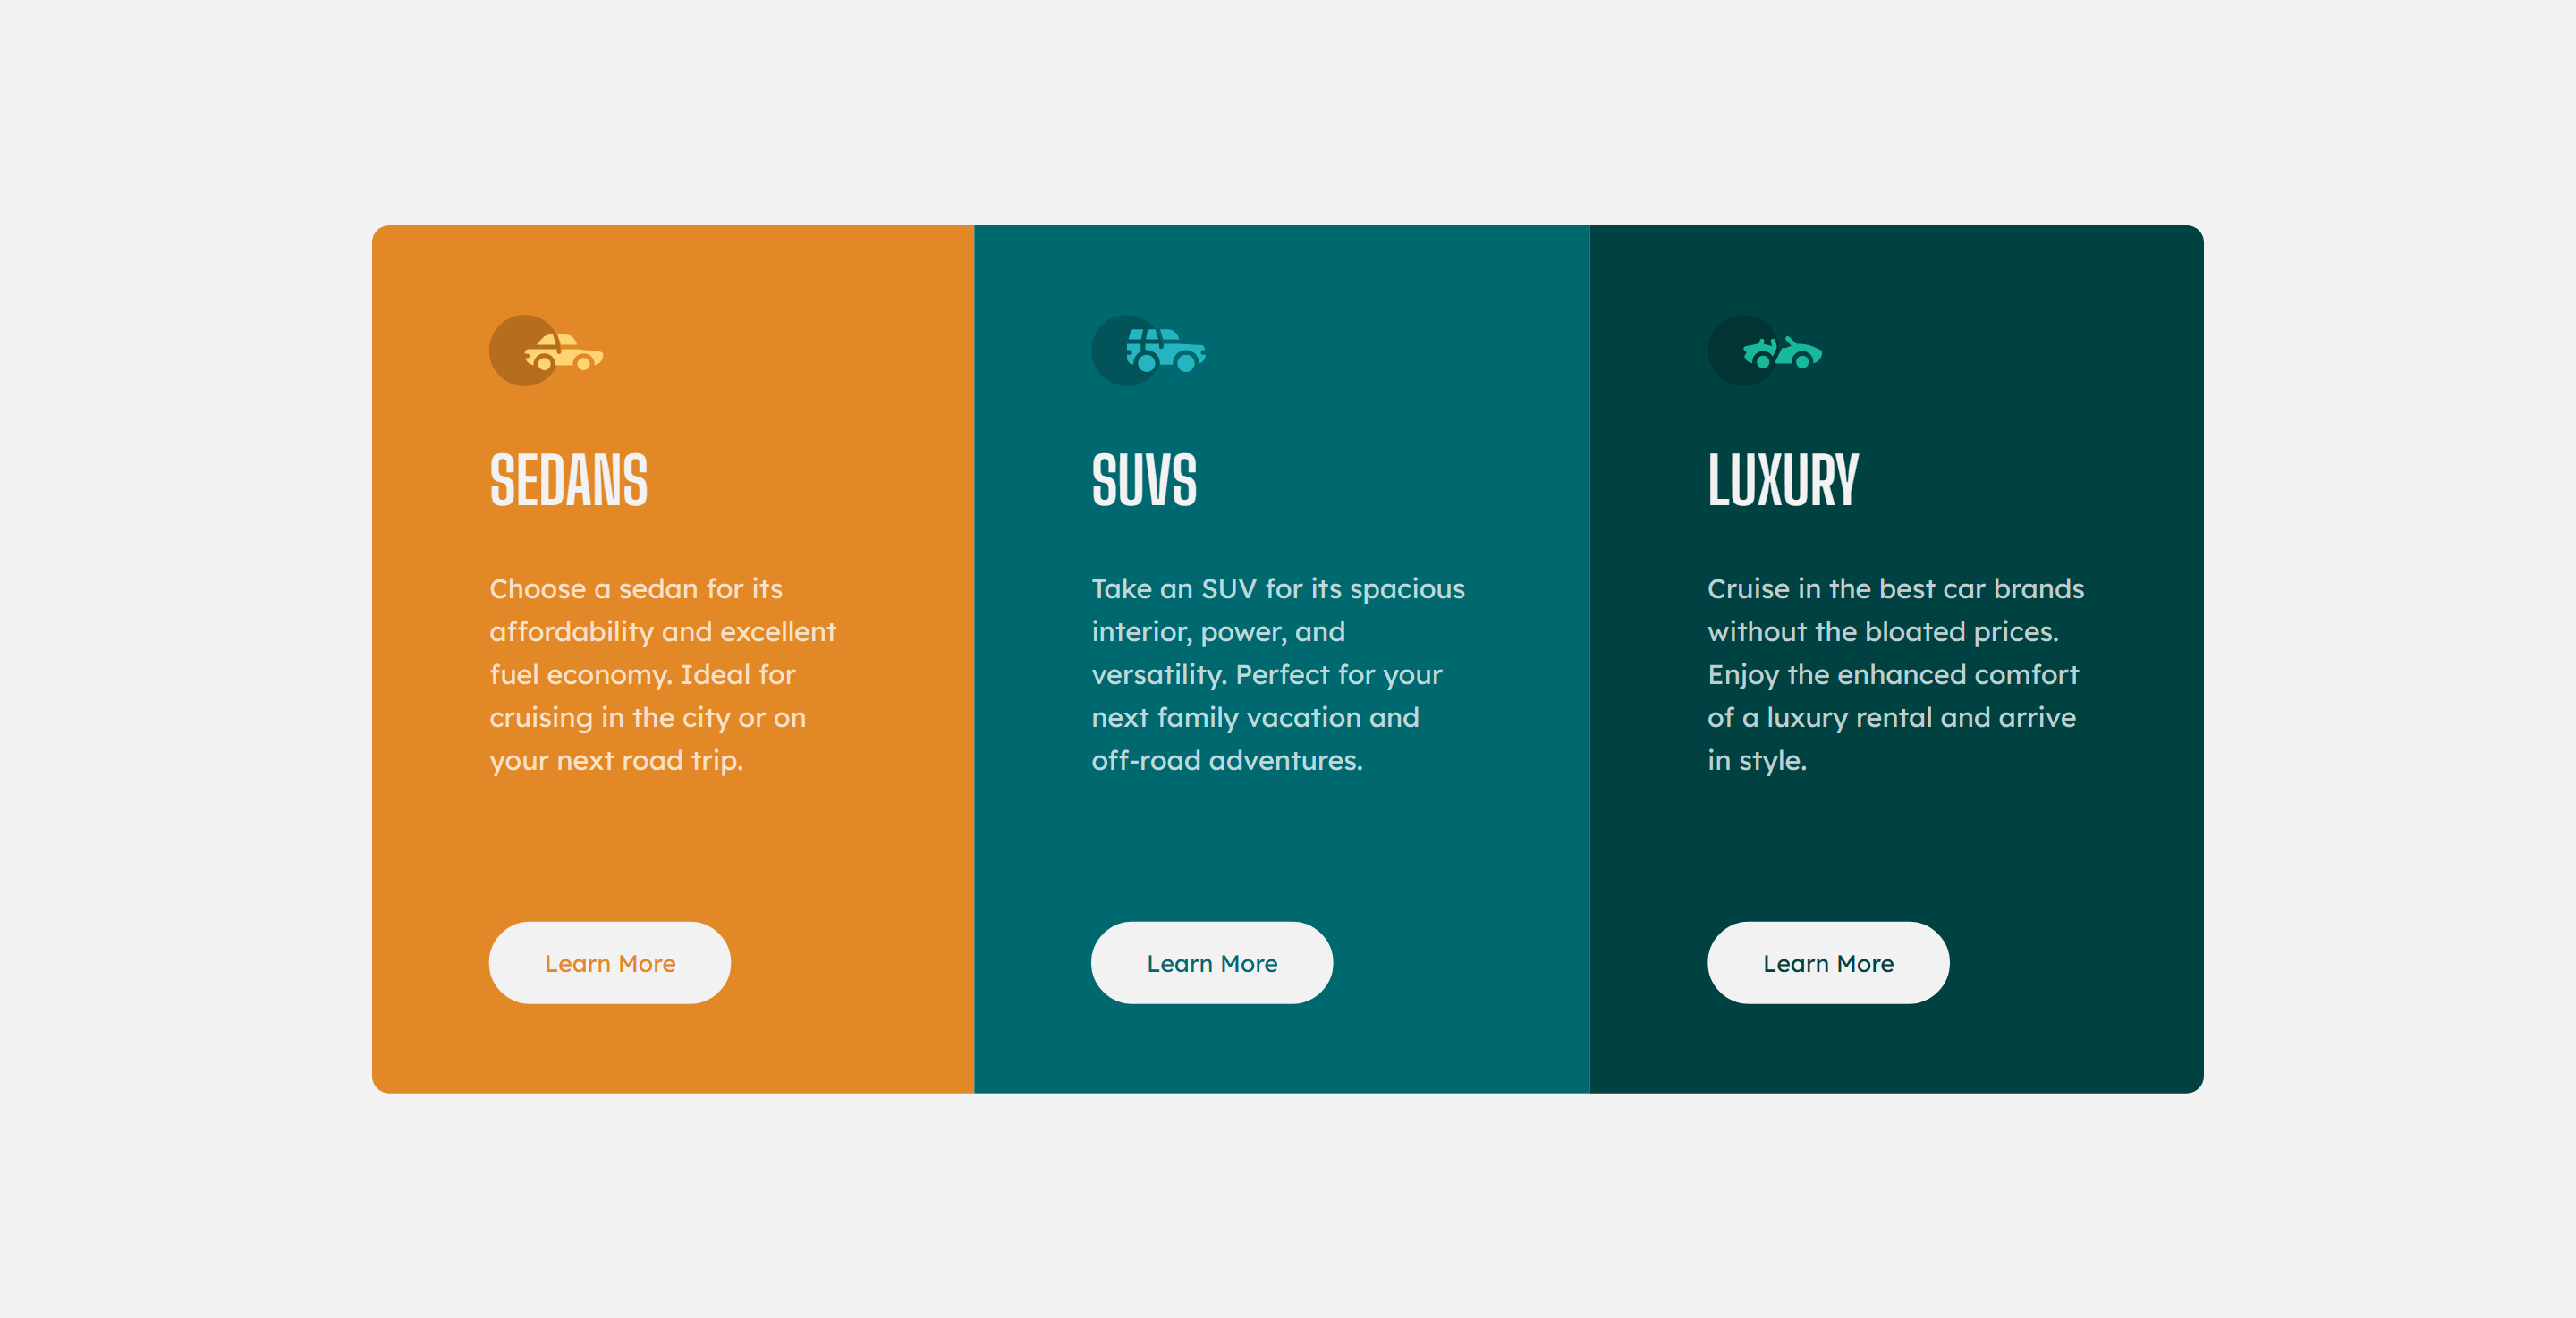 SEDANS
Choose a sedan for its
affordability and excellent
fuel economy. Ideal for
cruising in the city or on
your next road trip.
Learn More
SUVS
Take an SUV for its spacious
interior, power, and
versatility. Perfect for your
next family vacation and
off-road adventures.
Learn More
LUXURY
Cruise in the best car brands
without the bloated prices.
Enjoy the enhanced comfort
of a luxury rental and arrive
in style.
Learn More